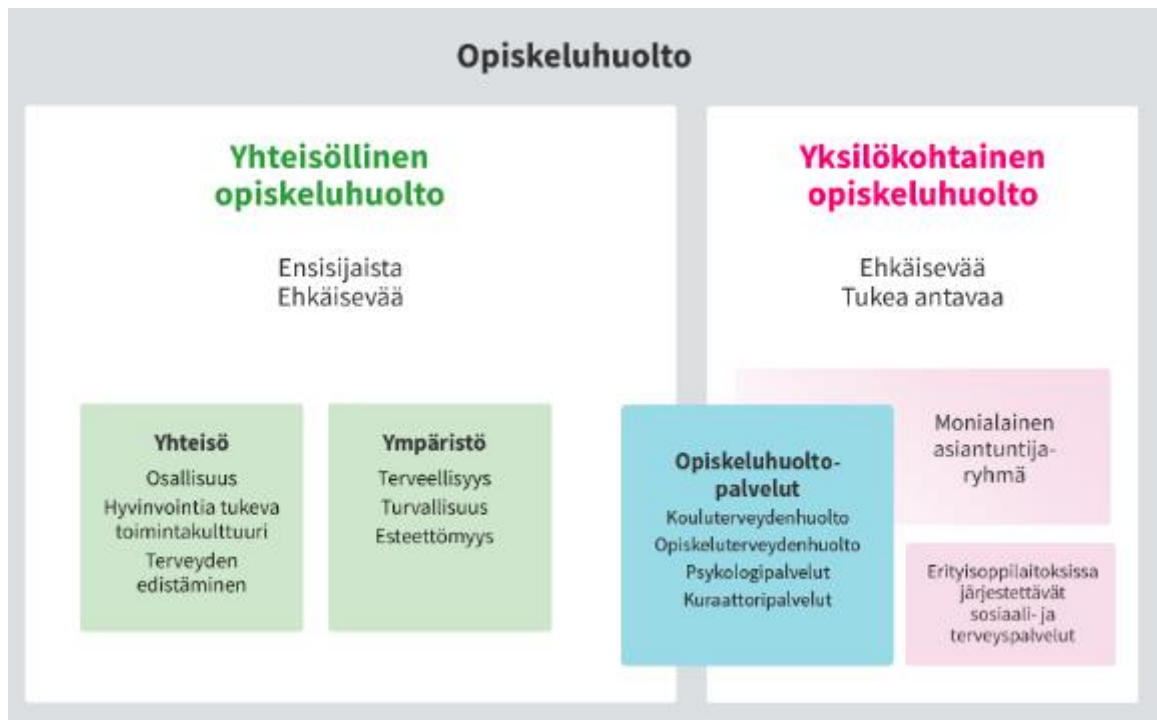 Opiskeluhuolto
Yhteisöllinen
opiskeluhuolto
Ensisijaista
Ehkäisevää
Yhteisö
Osallisuus
Hyvinvointia tukeva
toimintakulttuuri
Terveyden
edistäminen
Ympäristö
Terveellisyys
Turvallisuus
Esteettömyys
Opiskeluhuolto-
palvelut
Kouluterveydenhuolto
Opiskeluterveydenhuolto
Psykologipalvelut
Kuraattoripalvelut
Yksilökohtainen
opiskeluhuolto
Ehkäisevää
Tukea antavaa
Monialainen
asiantuntija-
ryhmä
Erityisoppilaitoksissa
järjestettävät
sosiaali- ja
terveyspalvelut